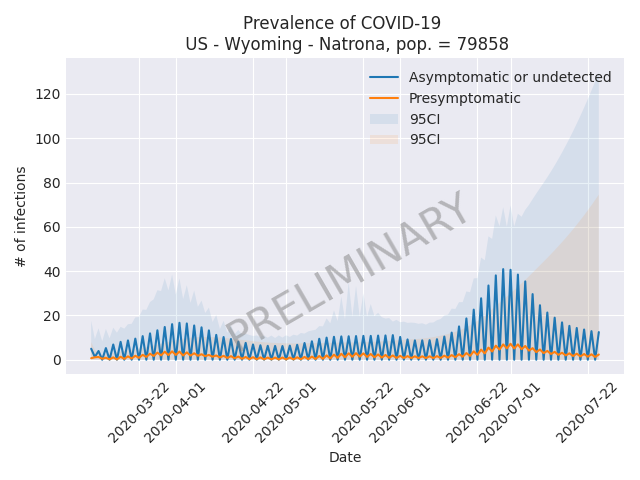 Prevalence of COVID-19
US - Wyoming - Natrona, pop. = 79858
Asymptomatic or undetected
Presymptomatic
95CI
95CI
120
100
80
60
40
20
0
# of infections
PRELIMINARY
2020-03-22
2020-04-01
2020-04-22
2020-05-01
2020-05-22
2020-06-01
2020-06-22
2020-07-01
2020-07-22
Date